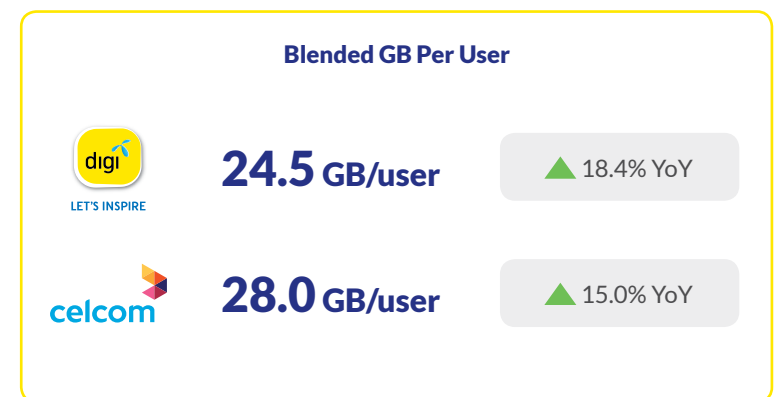 Blended GB Per User
digi
LET'S INSPIRE
24.5 GB/user
▲ 18.4% YoY
celcom
28.0 GB/user
▲ 15.0% YoY